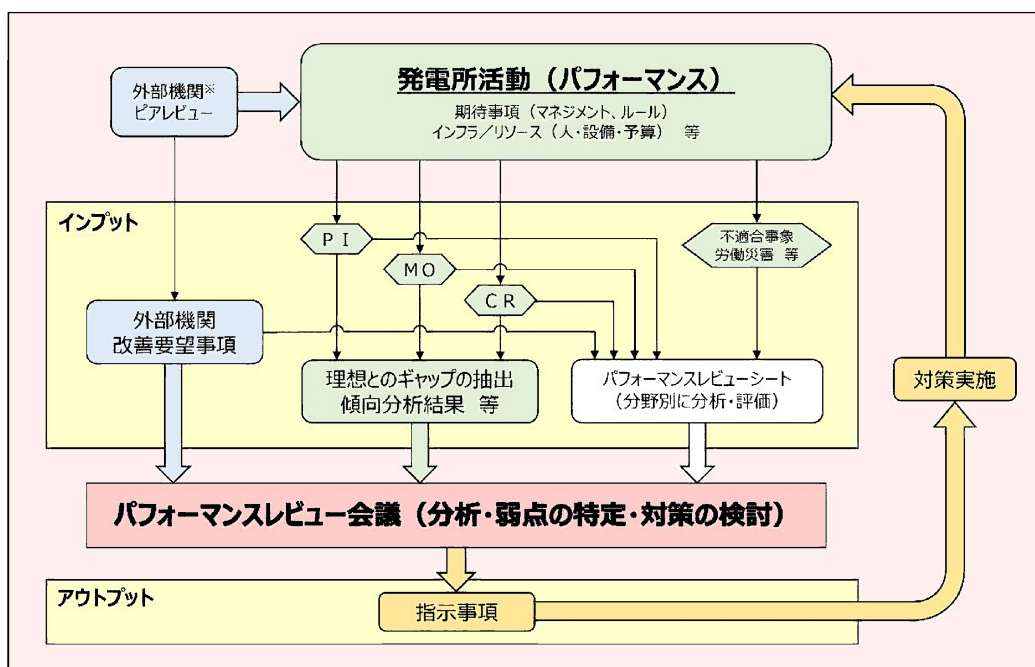 発電所活動（パフォーマンス）
期待事項（マネジメント、ルール）
インフラ／リソース（人・設備・予算）　等
外部機関※
ピアレビュー
インプット
ＰＩ
ＭＯ
ＣＲ
不適合事象
労働災害　等
外部機関
改善要望事項
理想とのギャップの抽出
傾向分析結果　等
パフォーマンスレビューシート
（分野別に分析・評価）
対策実施
パフォーマンスレビュー会議（分析・弱点の特定・対策の検討）
アウトプット
指示事項